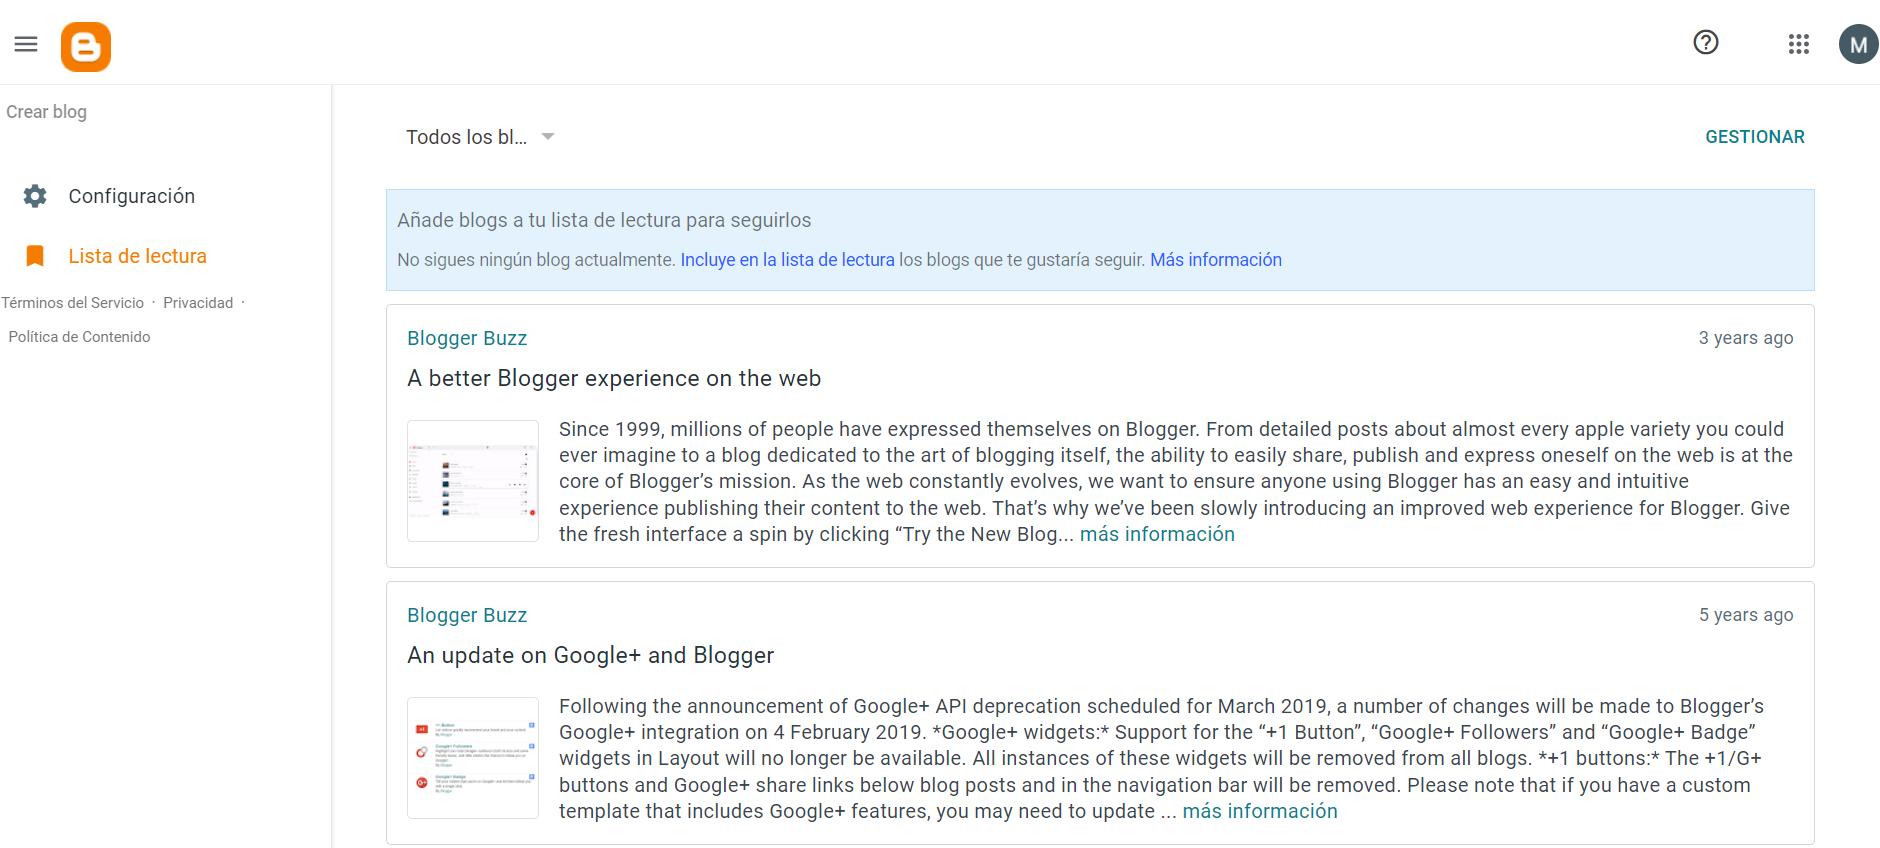 M
Crear blog
Configuración
Lista de lectura
Términos del Servicio · Privacidad ·
Política de Contenido
Todos los bl...
GESTIONAR
Añade blogs a tu lista de lectura para seguirlos
No sigues ningún blog actualmente. Incluye en la lista de lectura los blogs que te gustaría seguir. Más información
Blogger Buzz
3 years ago
A better Blogger experience on the web
Since 1999, millions of people have expressed themselves on Blogger. From detailed posts about almost every apple variety you could
ever imagine to a blog dedicated to the art of blogging itself, the ability to easily share, publish and express oneself on the web is at the
core of Blogger’s mission. As the web constantly evolves, we want to ensure anyone using Blogger has an easy and intuitive
experience publishing their content to the web. That’s why we’ve been slowly introducing an improved web experience for Blogger. Give
the fresh interface a spin by clicking “Try the New Blog... más información
Blogger Buzz
5 years ago
An update on Google+ and Blogger
Following the announcement of Google+ API deprecation scheduled for March 2019, a number of changes will be made to Blogger’s
Google+ integration on 4 February 2019. *Google+ widgets:* Support for the “+1 Button”, “Google+ Followers” and “Google+ Badge”
widgets in Layout will no longer be available. All instances of these widgets will be removed from all blogs. *+1 buttons:* The +1/G+
buttons and Google+ share links below blog posts and in the navigation bar will be removed. Please note that if you have a custom
template that includes Google+ features, you may need to update ... más información